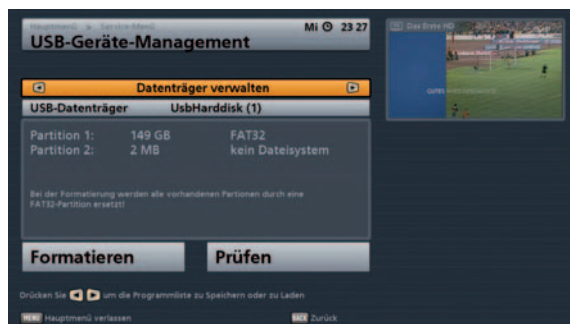 Hauptmenü ▸ Service-Menü
USB-Geräte-Management
Mi 23 27
Das Erste HD
Datenträger verwalten
USB-Datenträger UsbHarddisk (1)
Partition 1: 149 GB FAT32
Partition 2: 2 MB kein Dateisystem
Bei der Formatierung werden alle vorhandenen Partionen durch eine
FAT32-Partition ersetzt!
Formatieren Prüfen
Drücken Sie ◀ ▶ um die Programmliste zu Speichern oder zu Laden
MENU Hauptmenü verlassen BACK Zurück